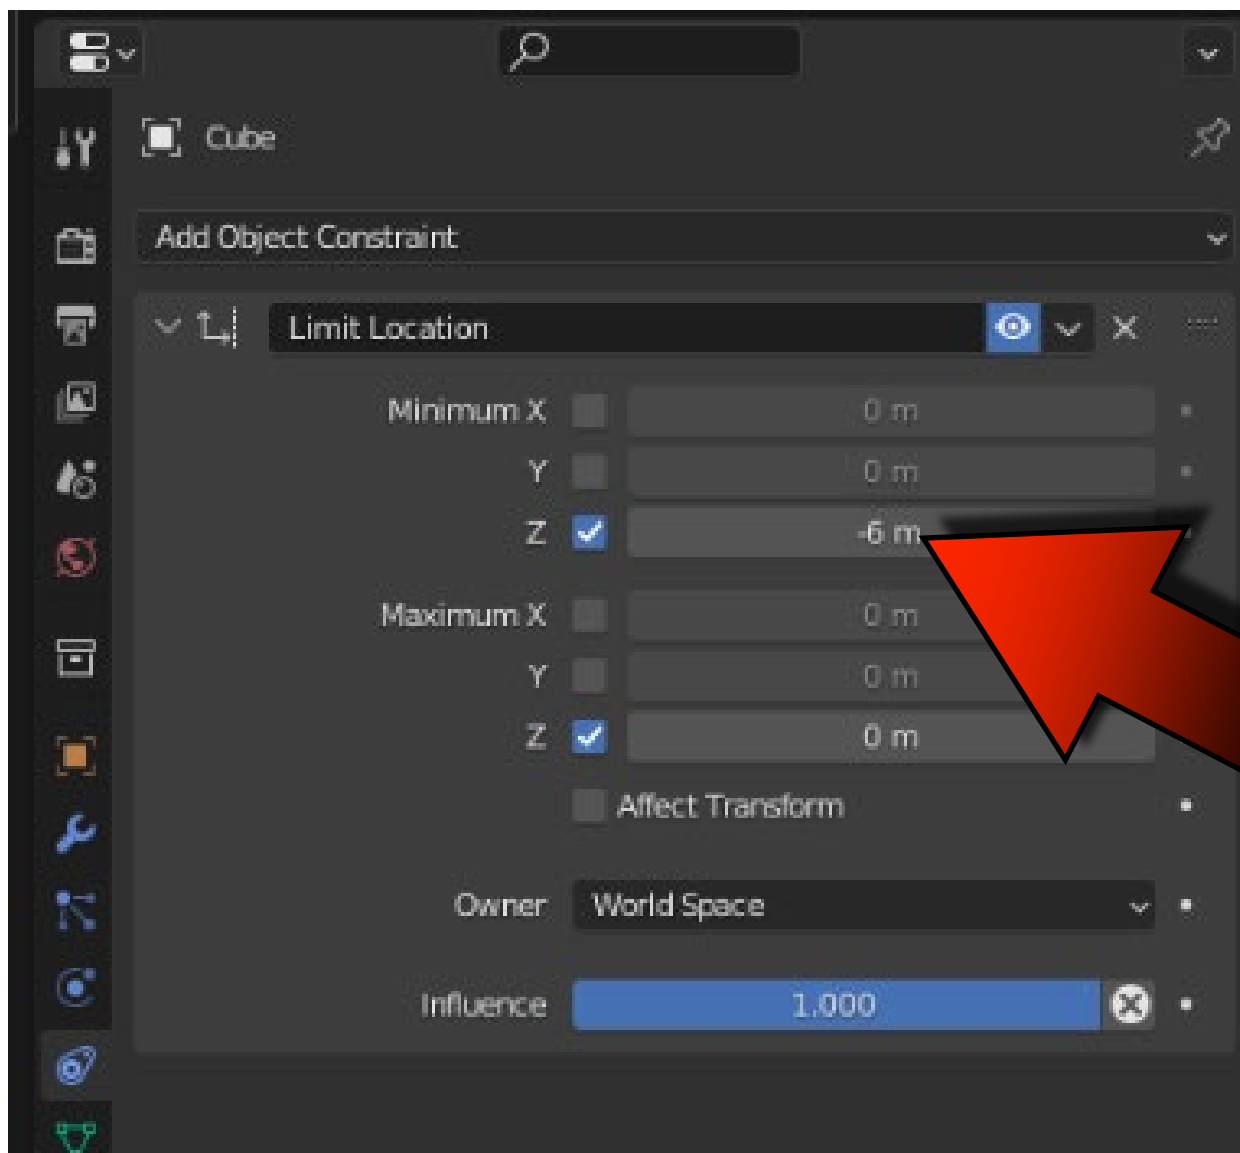 Cube
Add Object Constraint
Limit Location
Minimum X 0 m
Y 0 m
Z -6 m
Maximum X 0 m
Y 0 m
Z 0 m
Affect Transform
Owner World Space
Influence 1.000